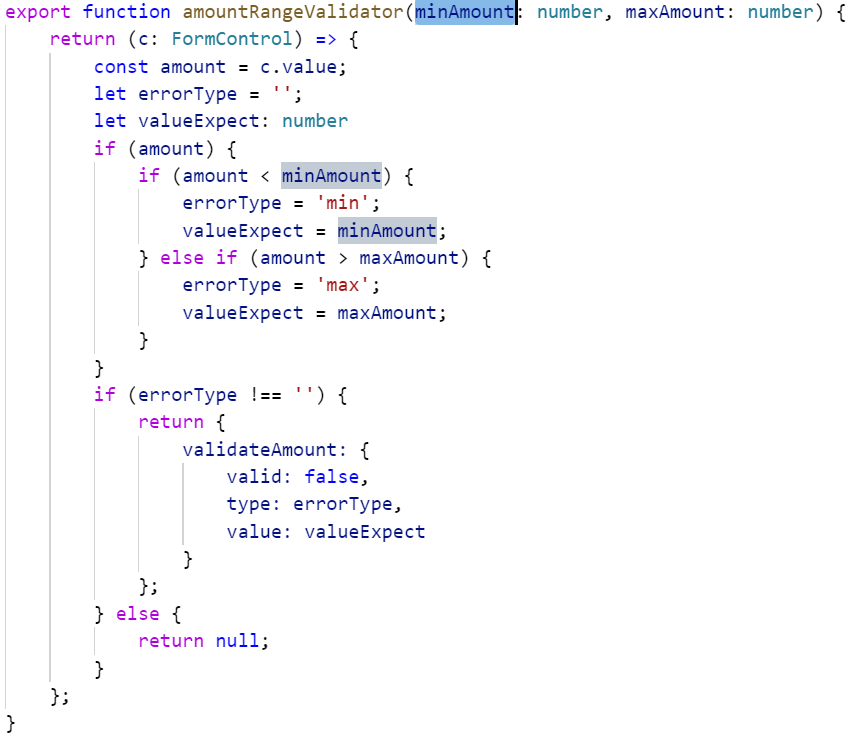 export function amountRangeValidator(minAmount: number, maxAmount: number) {
    return (c: FormControl) => {
        const amount = c.value;
        let errorType = '';
        let valueExpect: number
        if (amount) {
            if (amount < minAmount) {
                errorType = 'min';
                valueExpect = minAmount;
            } else if (amount > maxAmount) {
                errorType = 'max';
                valueExpect = maxAmount;
            }
        }
        if (errorType !== '') {
            return {
                validateAmount: {
                    valid: false,
                    type: errorType,
                    value: valueExpect
                }
            };
        } else {
            return null;
        }
    };
}